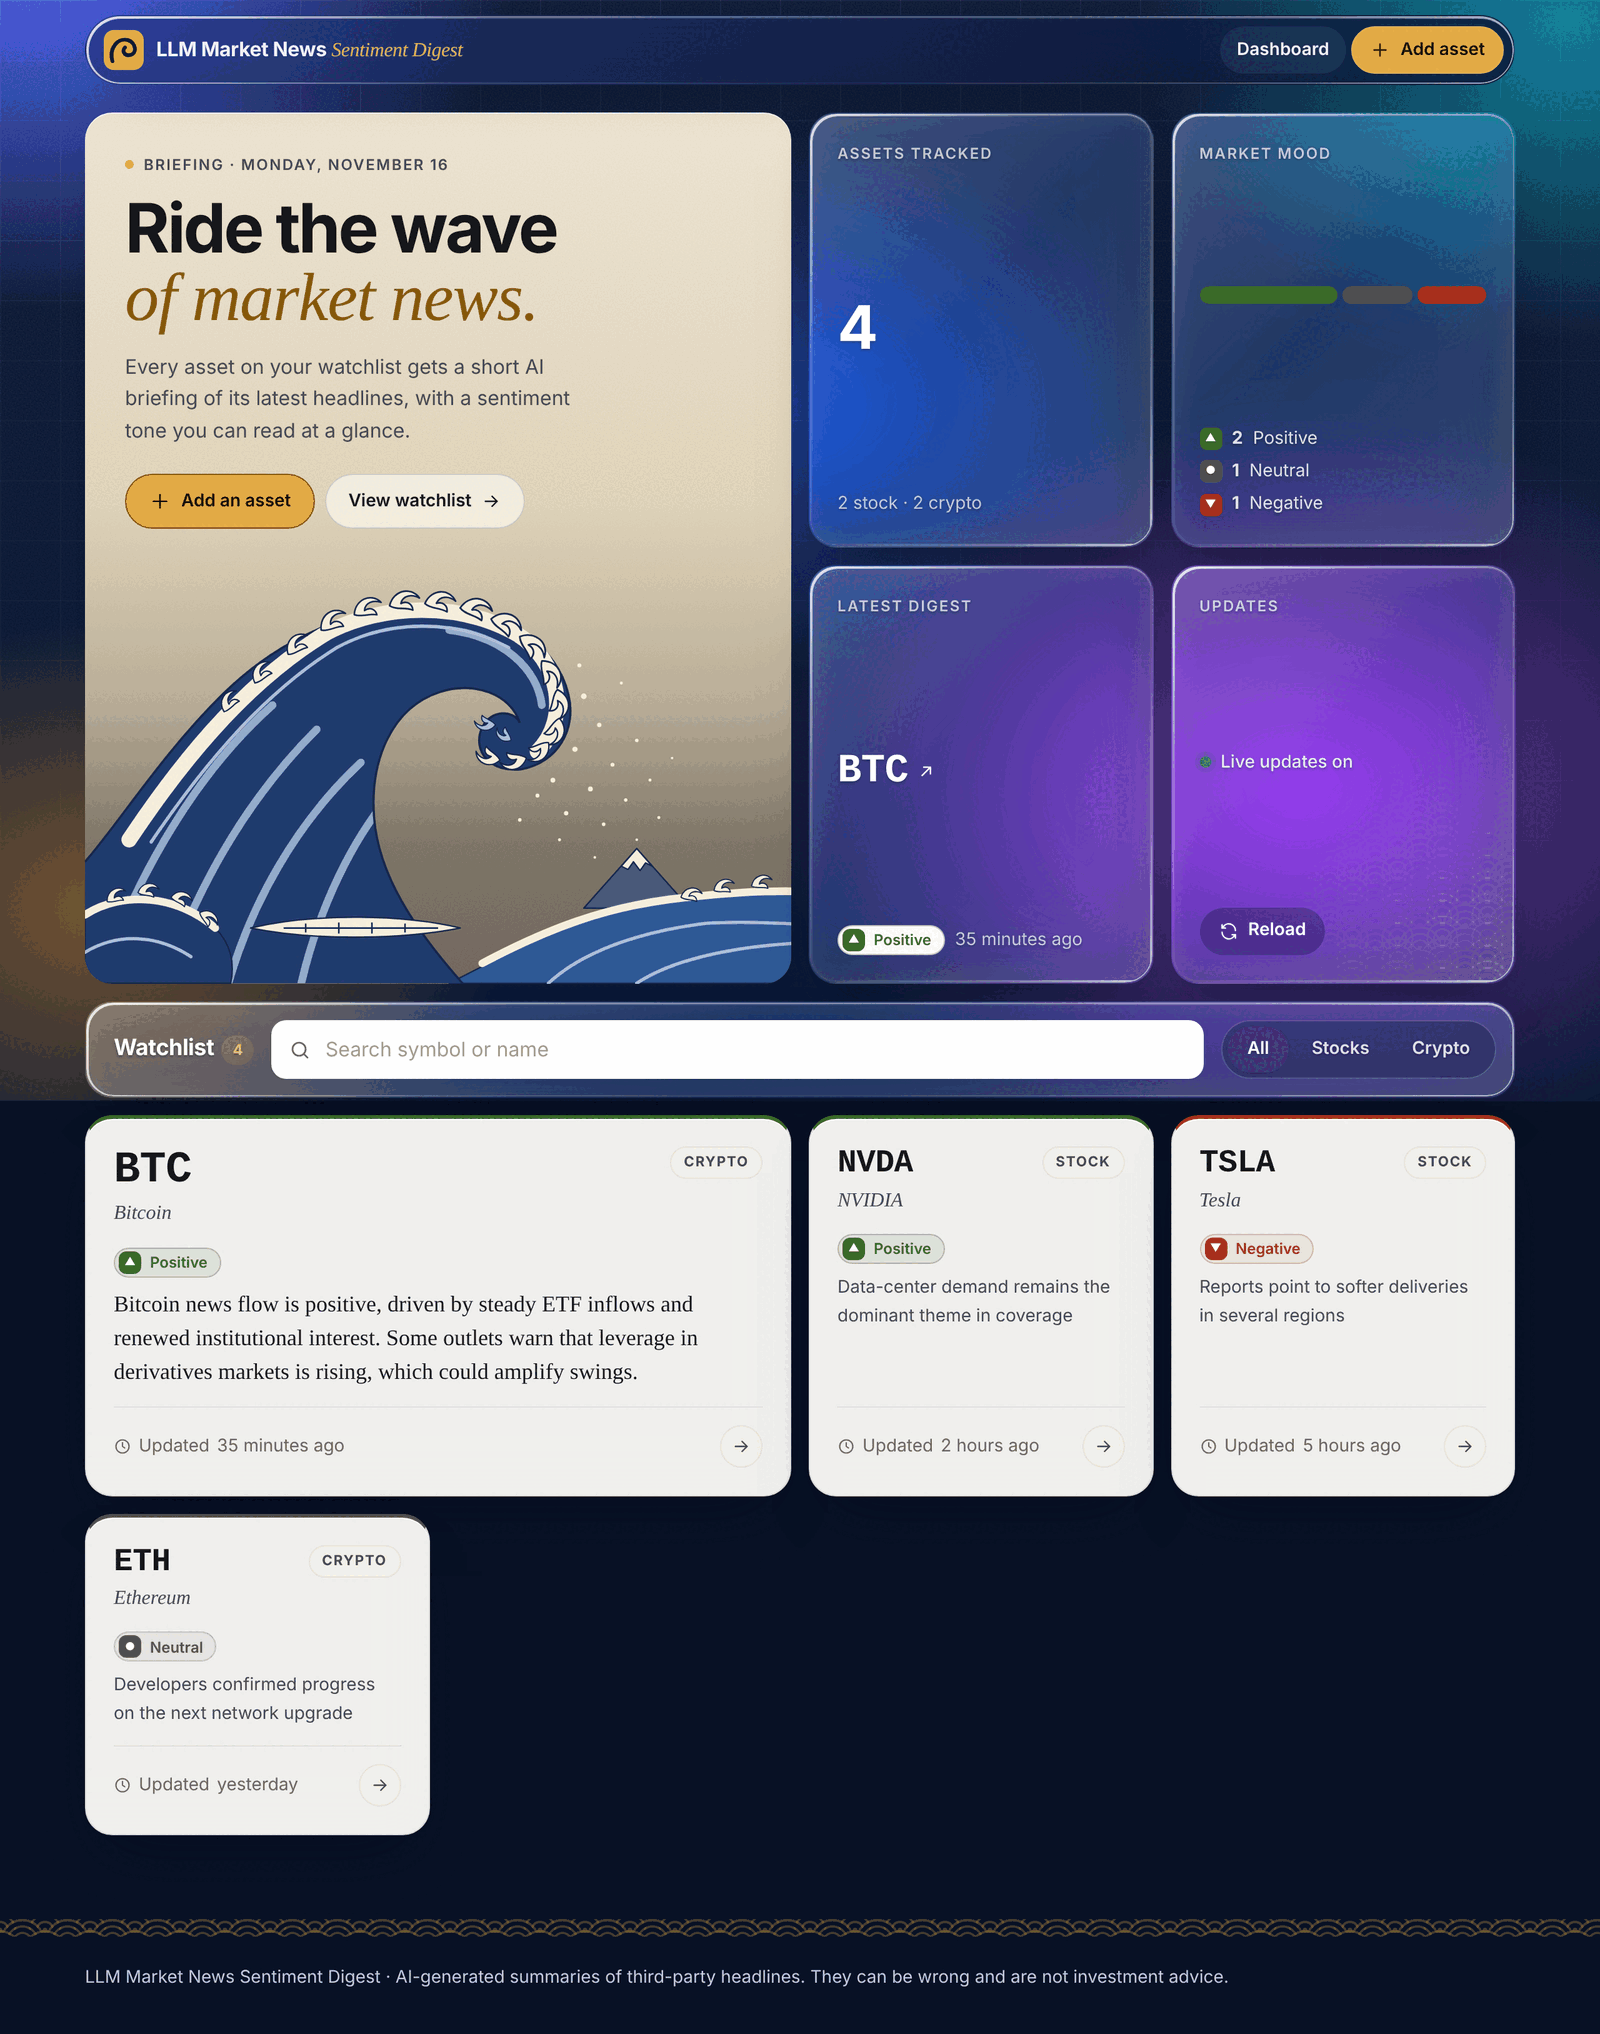 LLM Market News Sentiment Digest
Dashboard
Add asset
BRIEFING · MONDAY, NOVEMBER 16
Ride the wave
of market news.
Every asset on your watchlist gets a short AI
briefing of its latest headlines, with a sentiment
tone you can read at a glance.
Add an asset
View watchlist
ASSETS TRACKED
4
2 stock · 2 crypto
MARKET MOOD
2 Positive
1 Neutral
1 Negative
LATEST DIGEST
BTC
Positive
35 minutes ago
UPDATES
Live updates on
Reload
Watchlist 4
Search symbol or name
All
Stocks
Crypto
BTC
CRYPTO
Bitcoin
Positive
Bitcoin news flow is positive, driven by steady ETF inflows and
renewed institutional interest. Some outlets warn that leverage in
derivatives markets is rising, which could amplify swings.
Updated 35 minutes ago
NVDA
STOCK
NVIDIA
Positive
Data-center demand remains the
dominant theme in coverage
Updated 2 hours ago
TSLA
STOCK
Tesla
Negative
Reports point to softer deliveries
in several regions
Updated 5 hours ago
ETH
CRYPTO
Ethereum
Neutral
Developers confirmed progress
on the next network upgrade
Updated yesterday
LLM Market News Sentiment Digest · AI-generated summaries of third-party headlines. They can be wrong and are not investment advice.